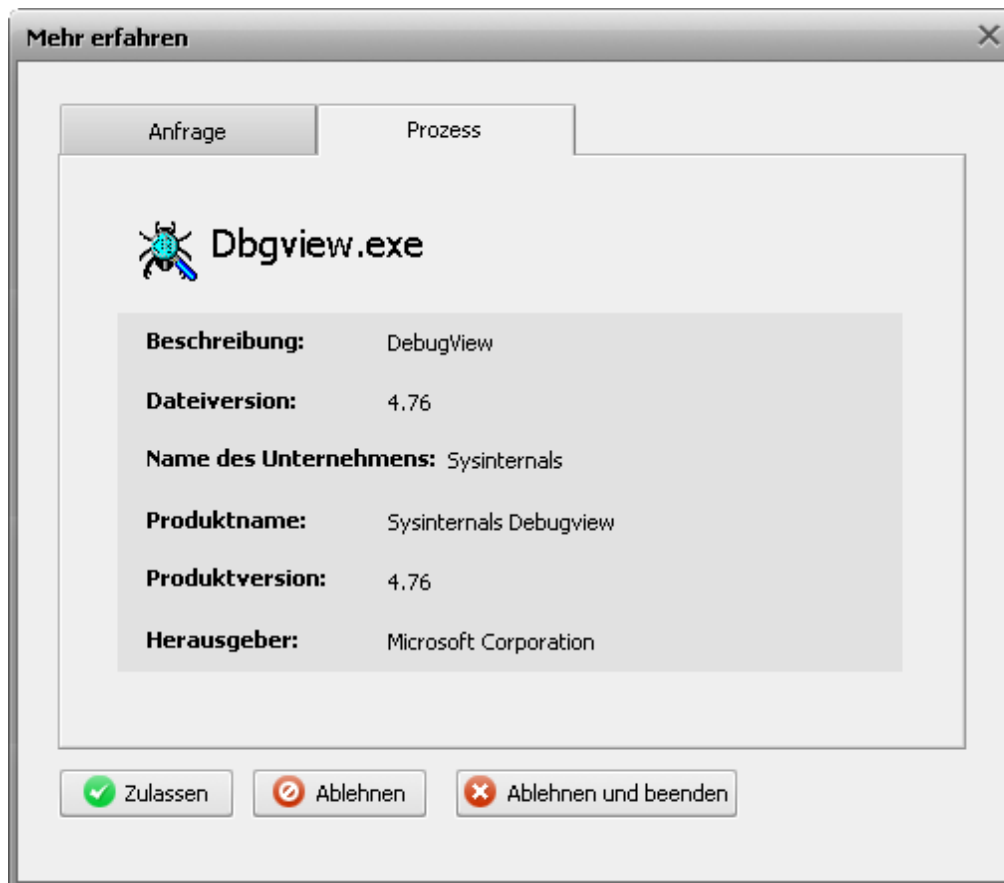 Mehr erfahren
Anfrage
Prozess
Dbgview.exe
Beschreibung: DebugView
Dateiversion: 4.76
Name des Unternehmens: Sysinternals
Produktname: Sysinternals Debugview
Produktversion: 4.76
Herausgeber: Microsoft Corporation
Zulassen
Ablehnen
Ablehnen und beenden